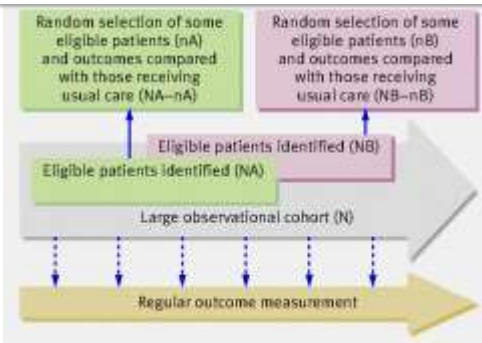 Random selection of some
eligible patients (nA)
and outcomes compared
with those receiving
usual care (NA–nA)
Random selection of some
eligible patients (nB)
and outcomes compared
with those receiving
usual care (NB–nB)
Eligible patients identified (NB)
Eligible patients identified (NA)
Large observational cohort (N)
Regular outcome measurement